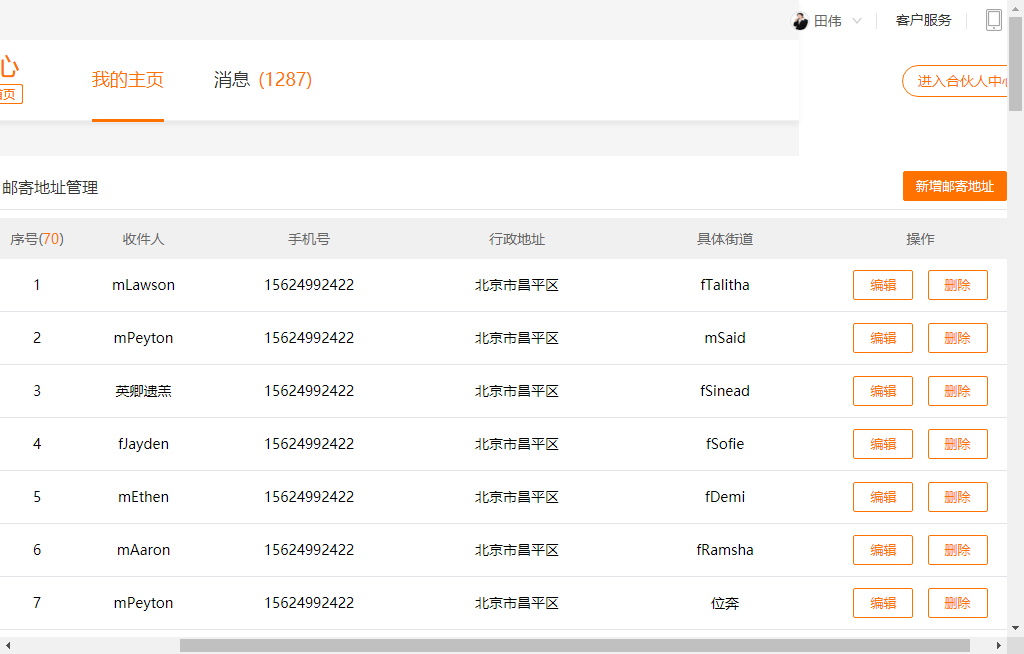 田伟
客户服务
心
首页
我的主页
消息 (1287)
进入合伙人中心
邮寄地址管理
新增邮寄地址
序号(70) 收件人 手机号 行政地址 具体街道 操作
1 mLawson 15624992422 北京市昌平区 fTalitha 编辑 删除
2 mPeyton 15624992422 北京市昌平区 mSaid 编辑 删除
3 英卿遗羔 15624992422 北京市昌平区 fSinead 编辑 删除
4 fJayden 15624992422 北京市昌平区 fSofie 编辑 删除
5 mEthen 15624992422 北京市昌平区 fDemi 编辑 删除
6 mAaron 15624992422 北京市昌平区 fRamsha 编辑 删除
7 mPeyton 15624992422 北京市昌平区 位奔 编辑 删除